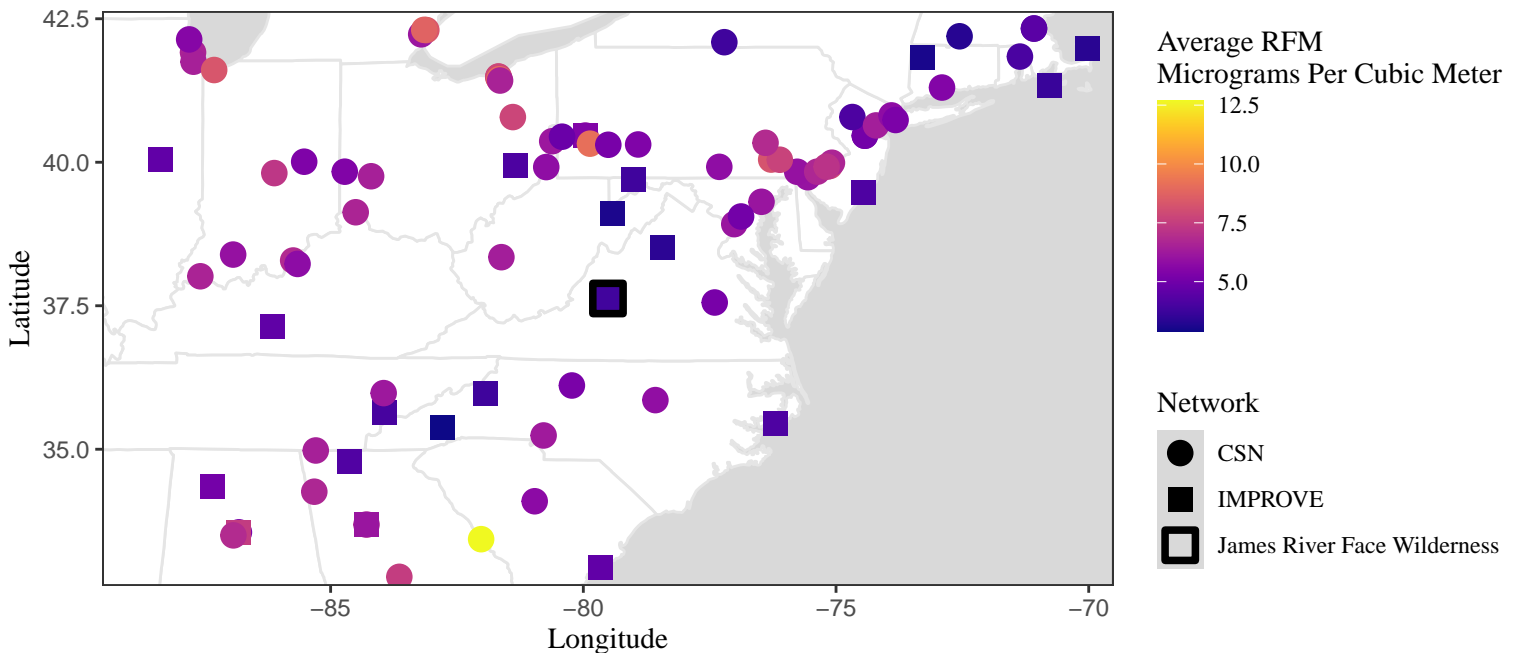 42.5
40.0
37.5
35.0
Latitude
−85
−80
−75
−70
Longitude
Average RFM
Micrograms Per Cubic Meter
12.5
10.0
7.5
5.0
Network
CSN
IMPROVE
James River Face Wilderness